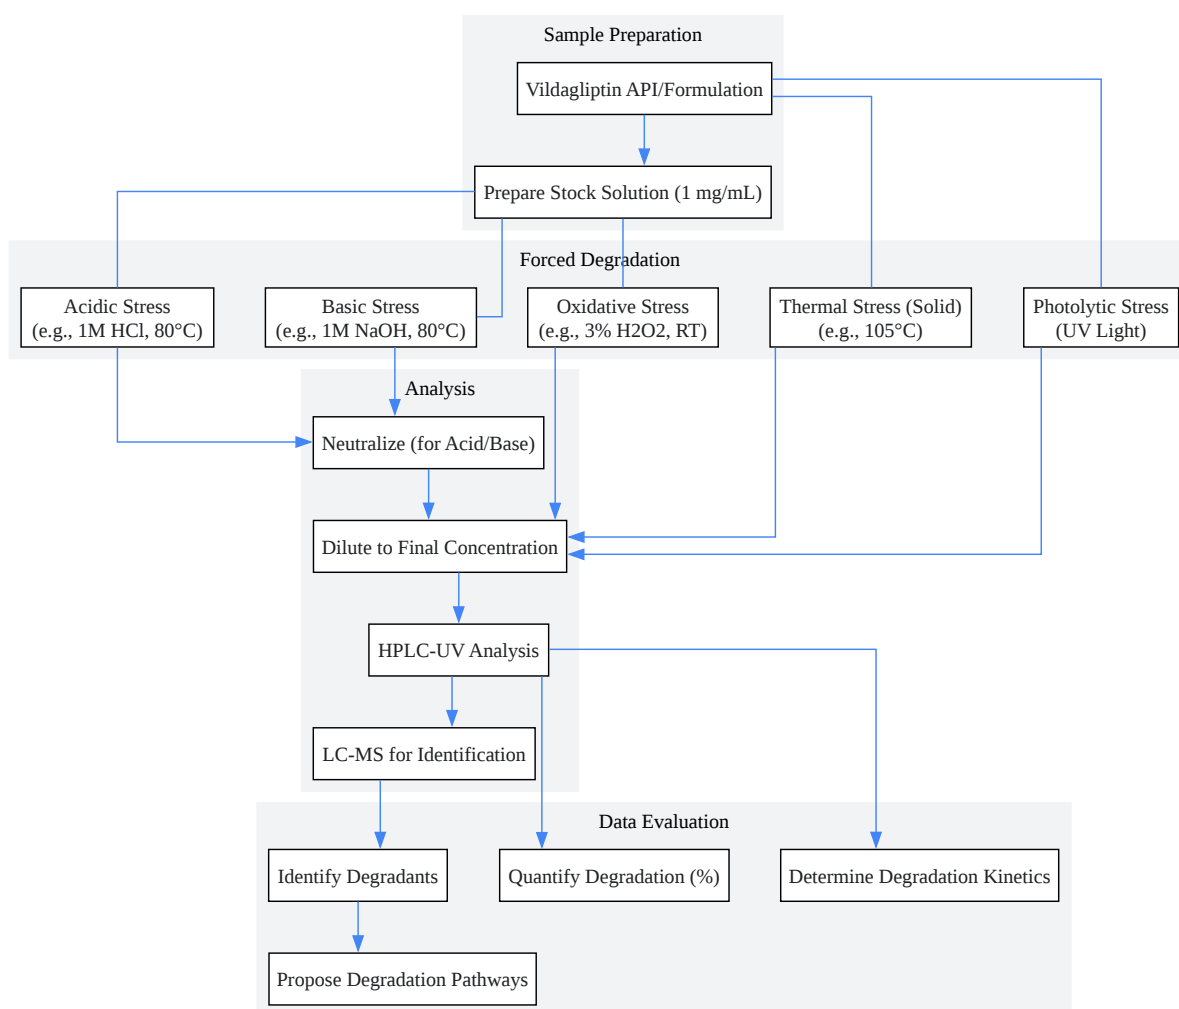 Sample Preparation
Vildagliptin API/Formulation
Prepare Stock Solution (1 mg/mL)
Forced Degradation
Acidic Stress
(e.g., 1M HCl, 80°C)
Basic Stress
(e.g., 1M NaOH, 80°C)
Oxidative Stress
(e.g., 3% H2O2, RT)
Thermal Stress (Solid)
(e.g., 105°C)
Photolytic Stress
(UV Light)
Analysis
Neutralize (for Acid/Base)
Dilute to Final Concentration
HPLC-UV Analysis
LC-MS for Identification
Data Evaluation
Identify Degradants
Quantify Degradation (%)
Determine Degradation Kinetics
Propose Degradation Pathways